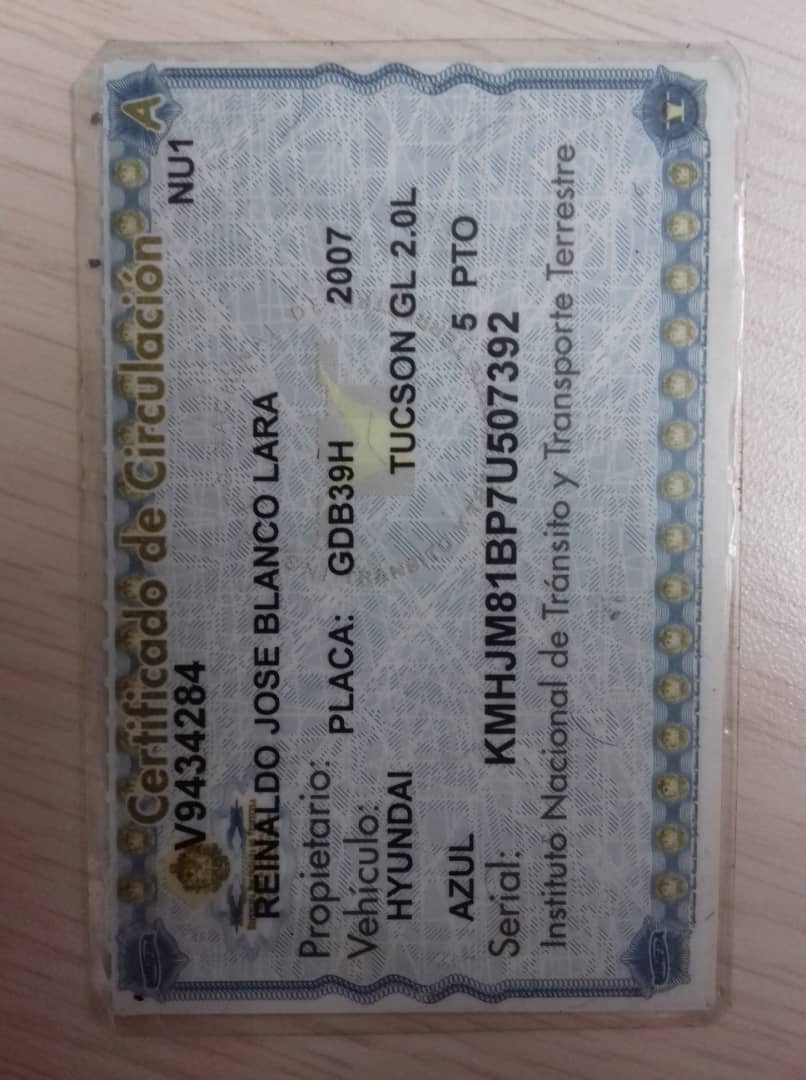 Certificado de Circulación A
V9434284 NU1
REINALDO JOSE BLANCO LARA
Propietario:
PLACA: GDB39H 2007
Vehículo:
HYUNDAI TUCSON GL 2.0L
AZUL 5 PTO
Serial: KMHJM81BP7U507392
Instituto Nacional de Tránsito y Transporte Terrestre